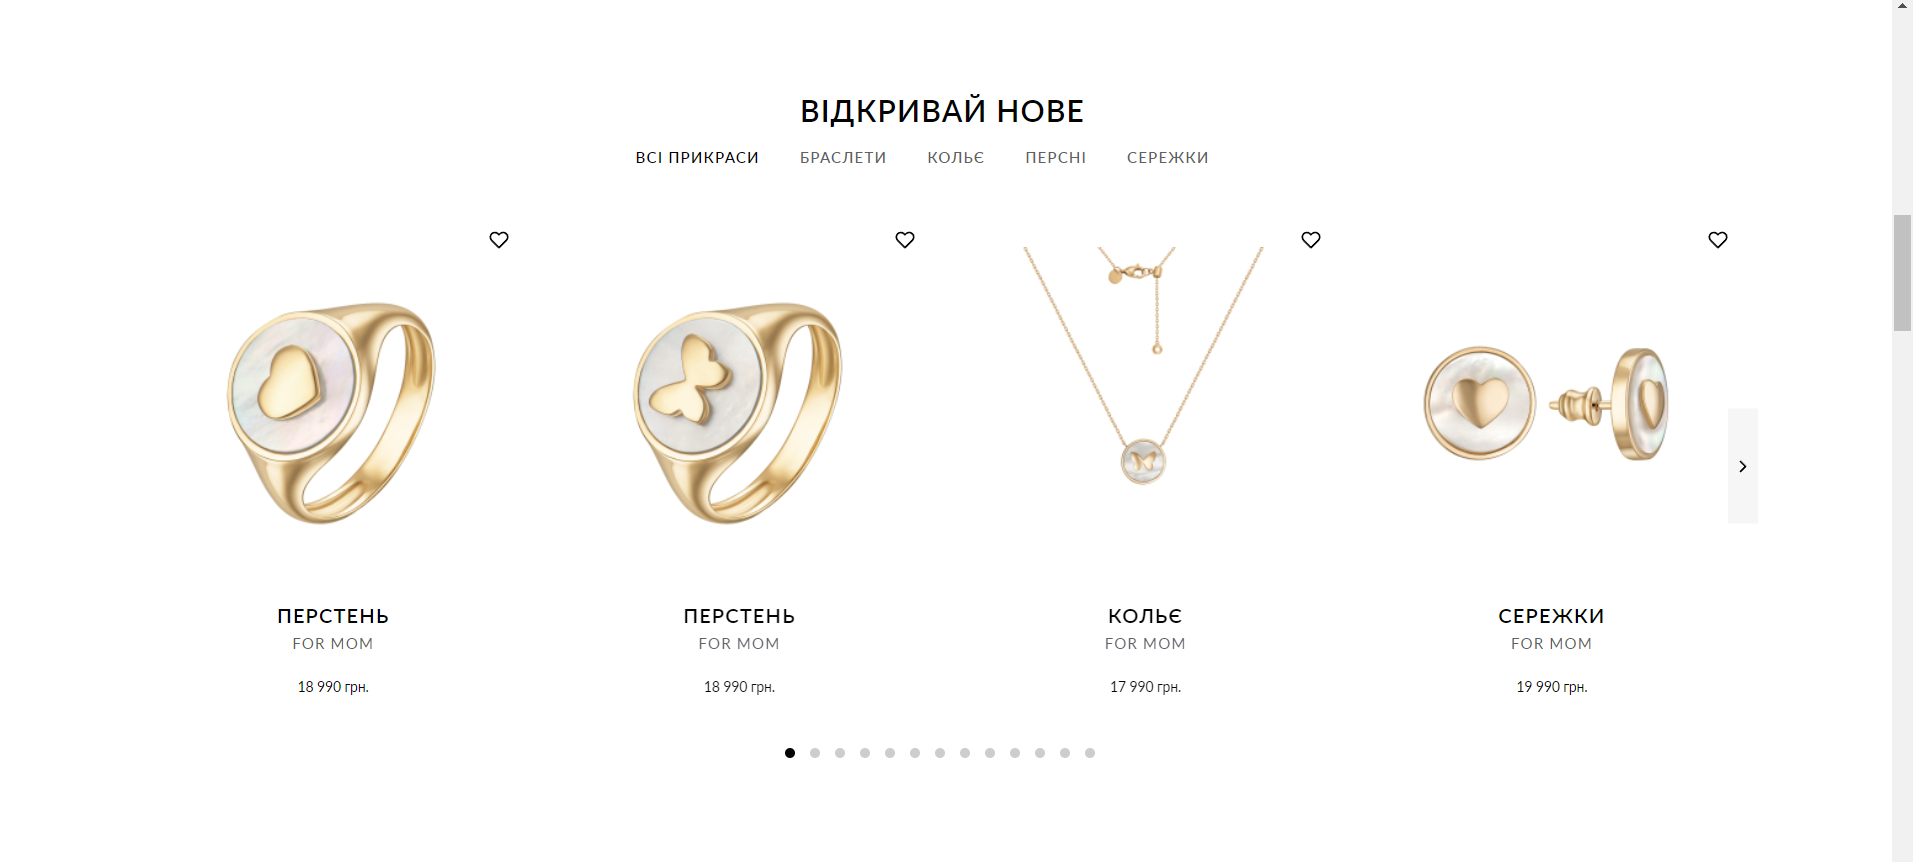 ВІДКРИВАЙ НОВЕ
ВСІ ПРИКРАСИ БРАСЛЕТИ КОЛЬЄ ПЕРСНІ СЕРЕЖКИ
ПЕРСТЕНЬ
FOR MOM
18 990 грн.
ПЕРСТЕНЬ
FOR MOM
18 990 грн.
КОЛЬЄ
FOR MOM
17 990 грн.
СЕРЕЖКИ
FOR MOM
19 990 грн.